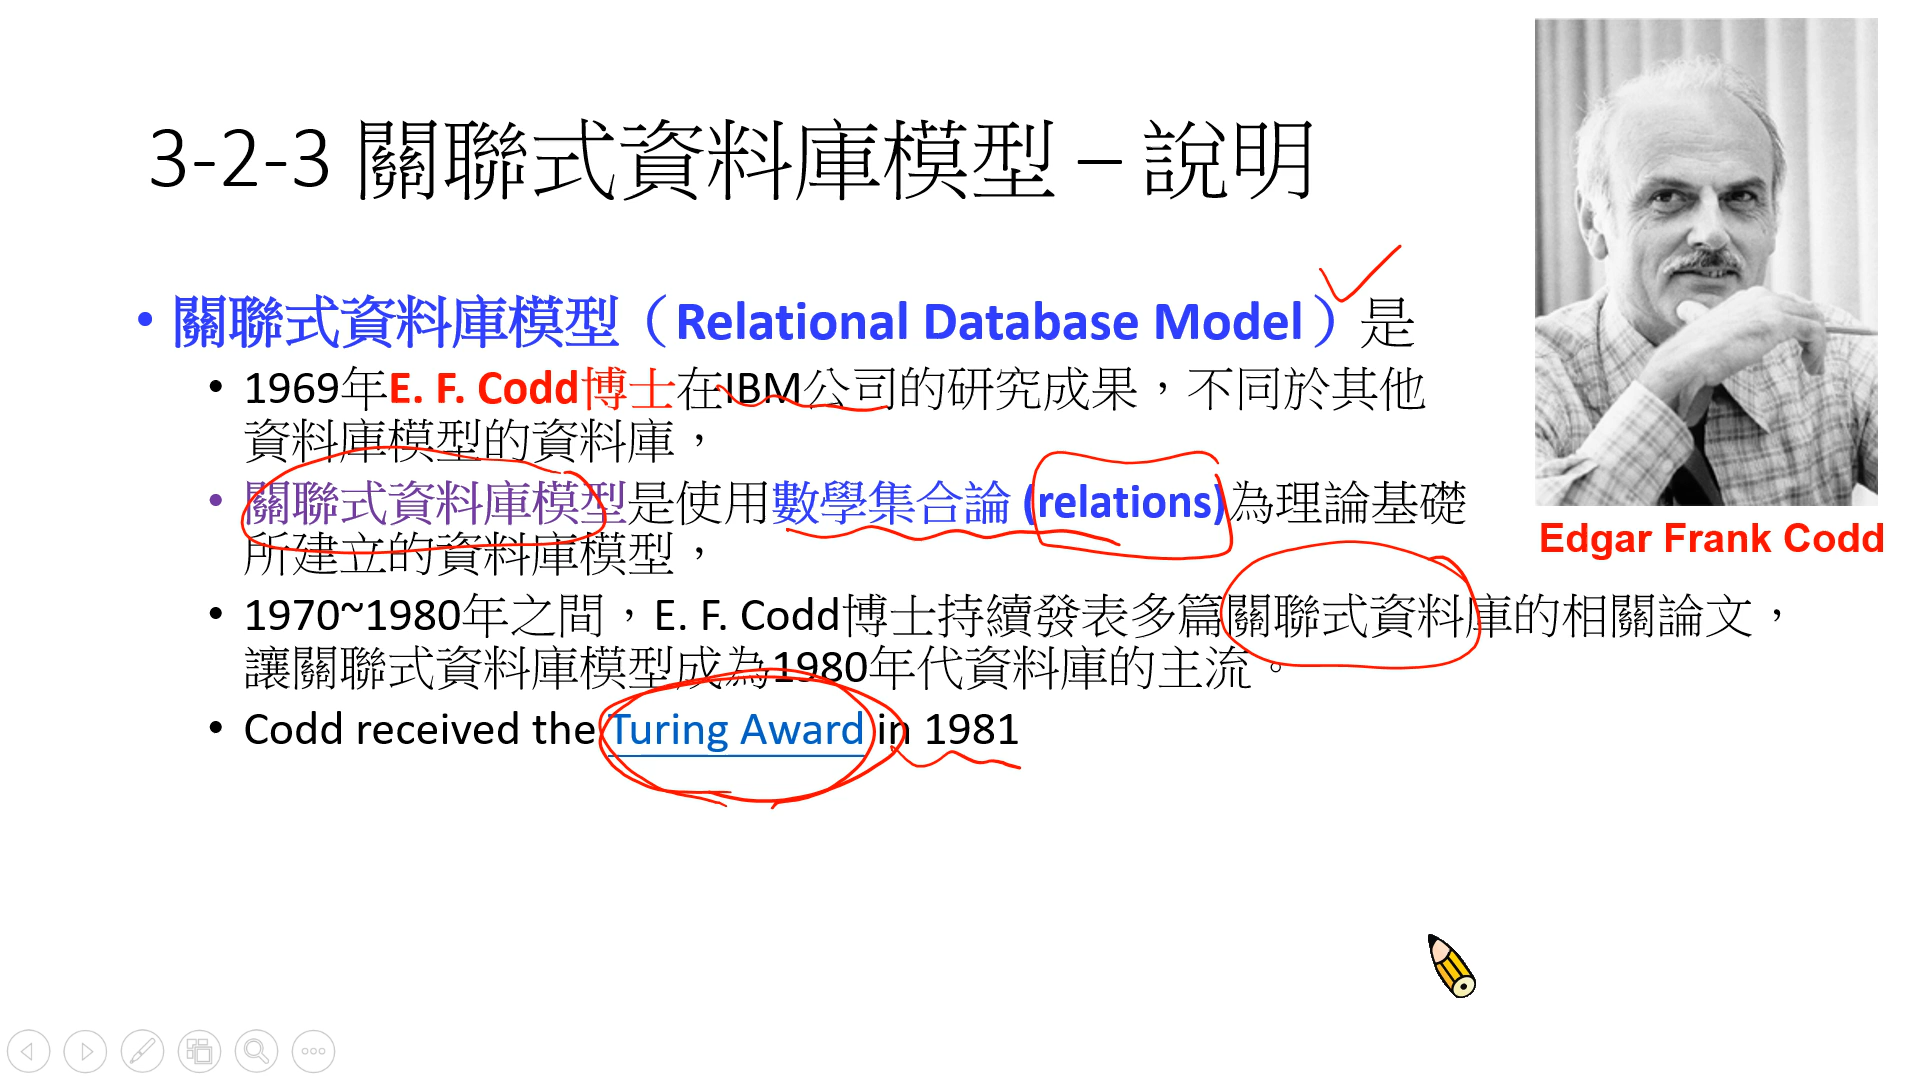 3-2-3 關聯式資料庫模型 – 說明
• 關聯式資料庫模型（Relational Database Model）是
• 1969年E. F. Codd博士在IBM公司的研究成果，不同於其他
資料庫模型的資料庫，
• 關聯式資料庫模型是使用數學集合論 (relations)為理論基礎
所建立的資料庫模型，
• 1970~1980年之間，E. F. Codd博士持續發表多篇關聯式資料庫的相關論文，
讓關聯式資料庫模型成為1980年代資料庫的主流。
• Codd received the Turing Award in 1981
Edgar Frank Codd